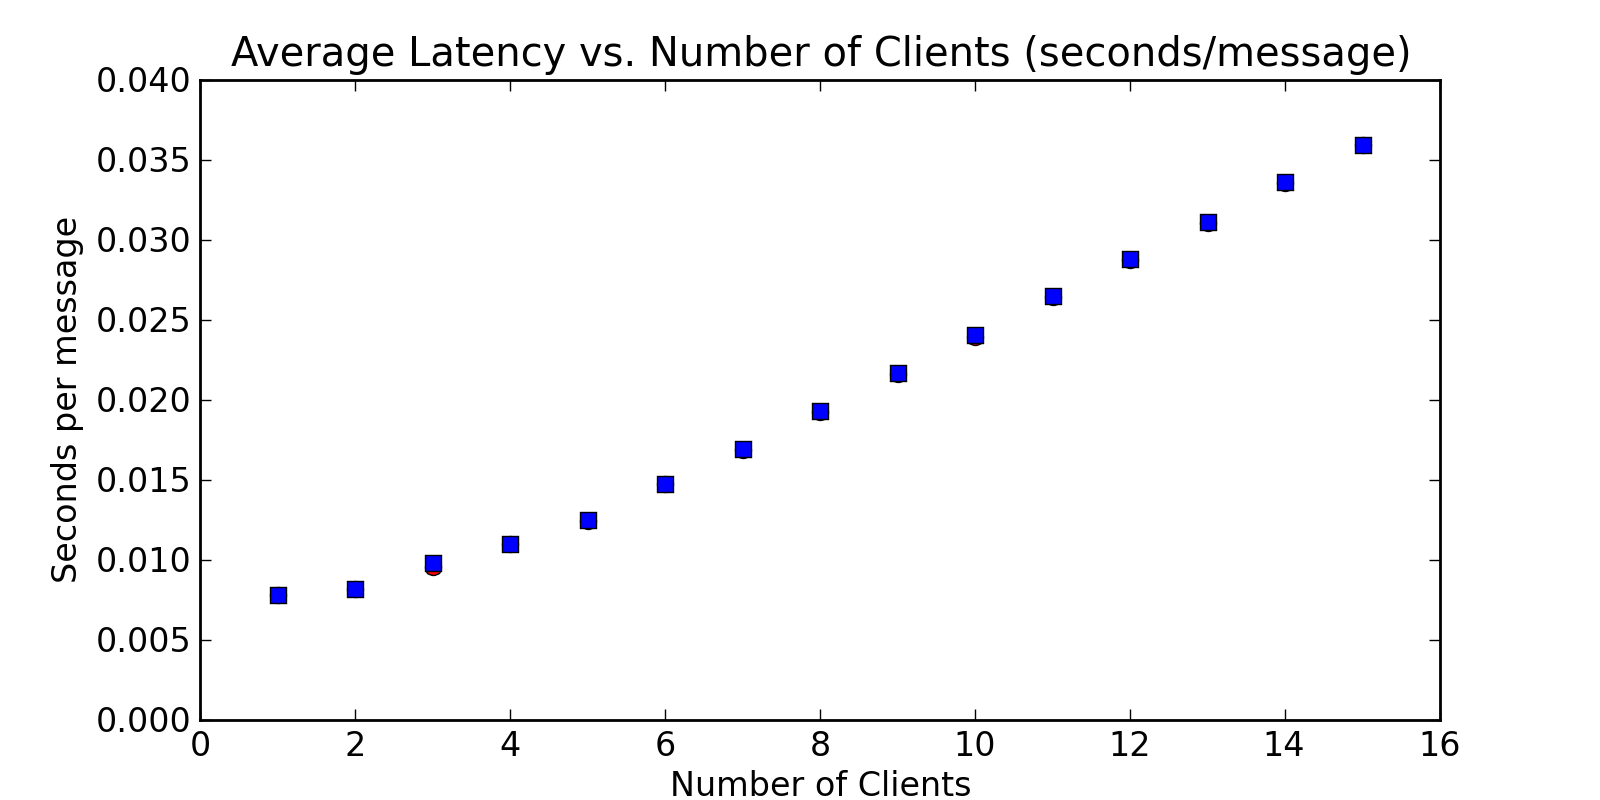 Average Latency vs. Number of Clients (seconds/message)
0.040
0.035
0.030
0.025
0.020
0.015
0.010
0.005
0.000
Seconds per message
0 2 4 6 8 10 12 14 16
Number of Clients